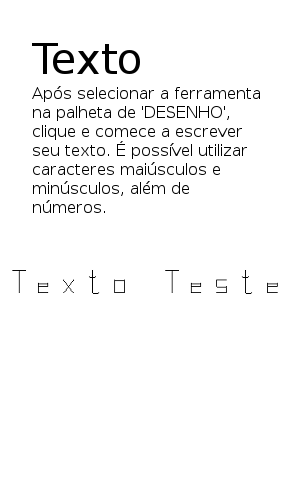 Texto
Após selecionar a ferramenta
na palheta de 'DESENHO',
clique e comece a escrever
seu texto. É possível utilizar
caracteres maiúsculos e
minúsculos, além de
números.
Texto Teste